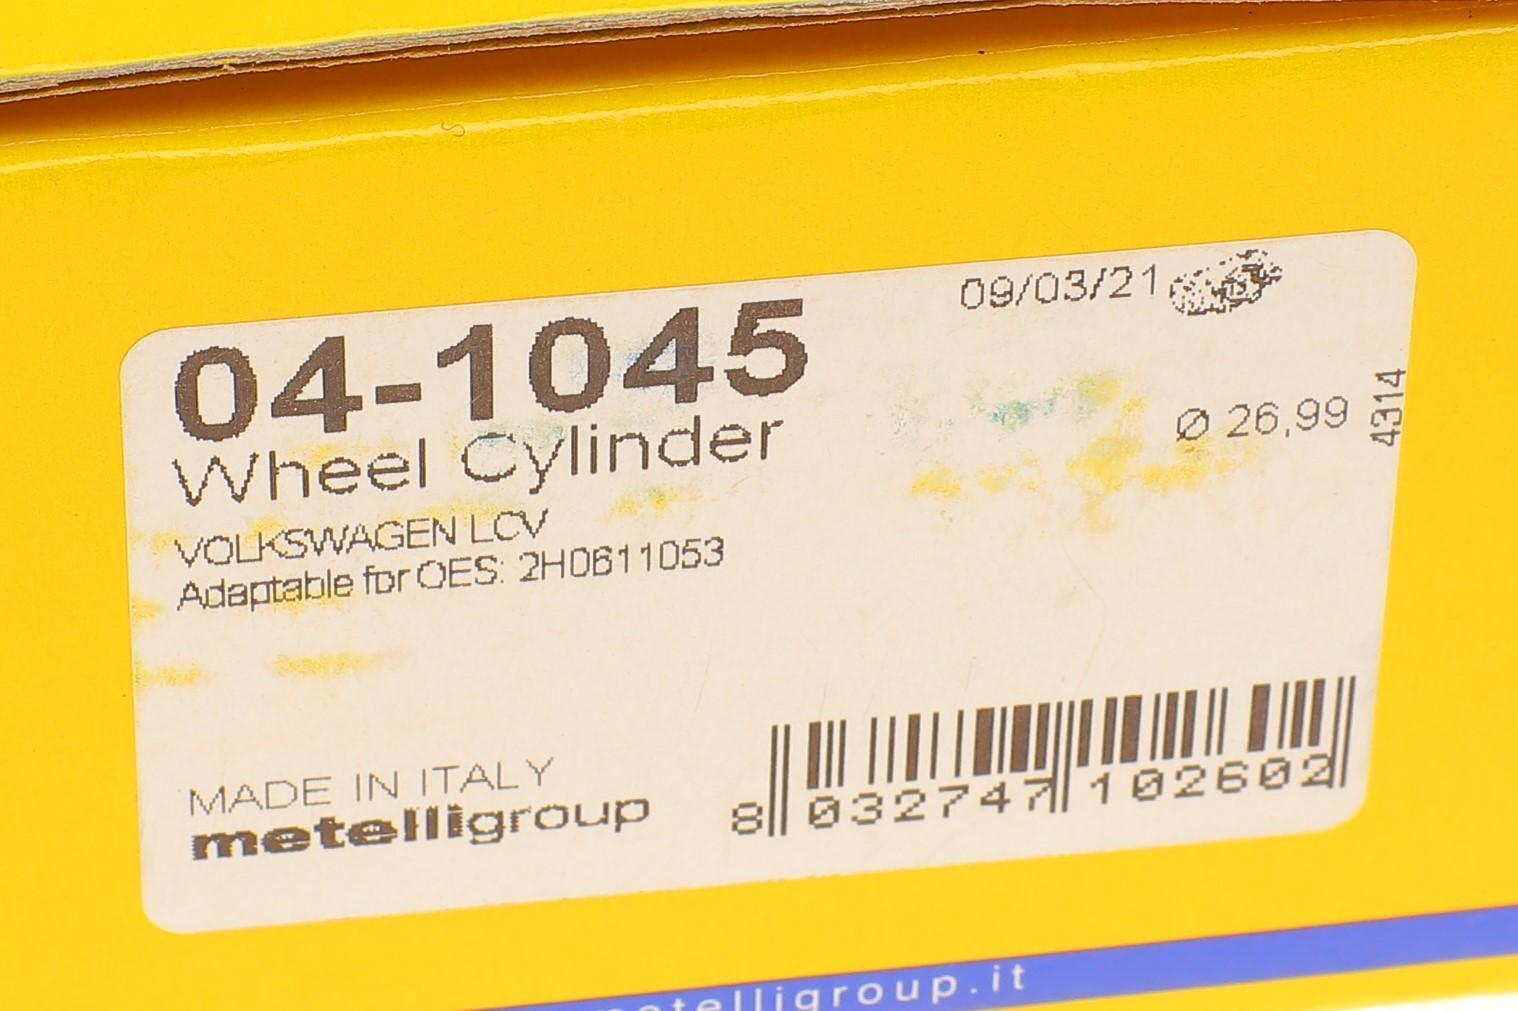 09/03/21
04-1045
Ø 26,99
4314
Wheel Cylinder
VOLKSWAGEN LCV
Adaptable for OES: 2H0611053
MADE IN ITALY
metelligroup
8 032747 102602
metelligroup.it